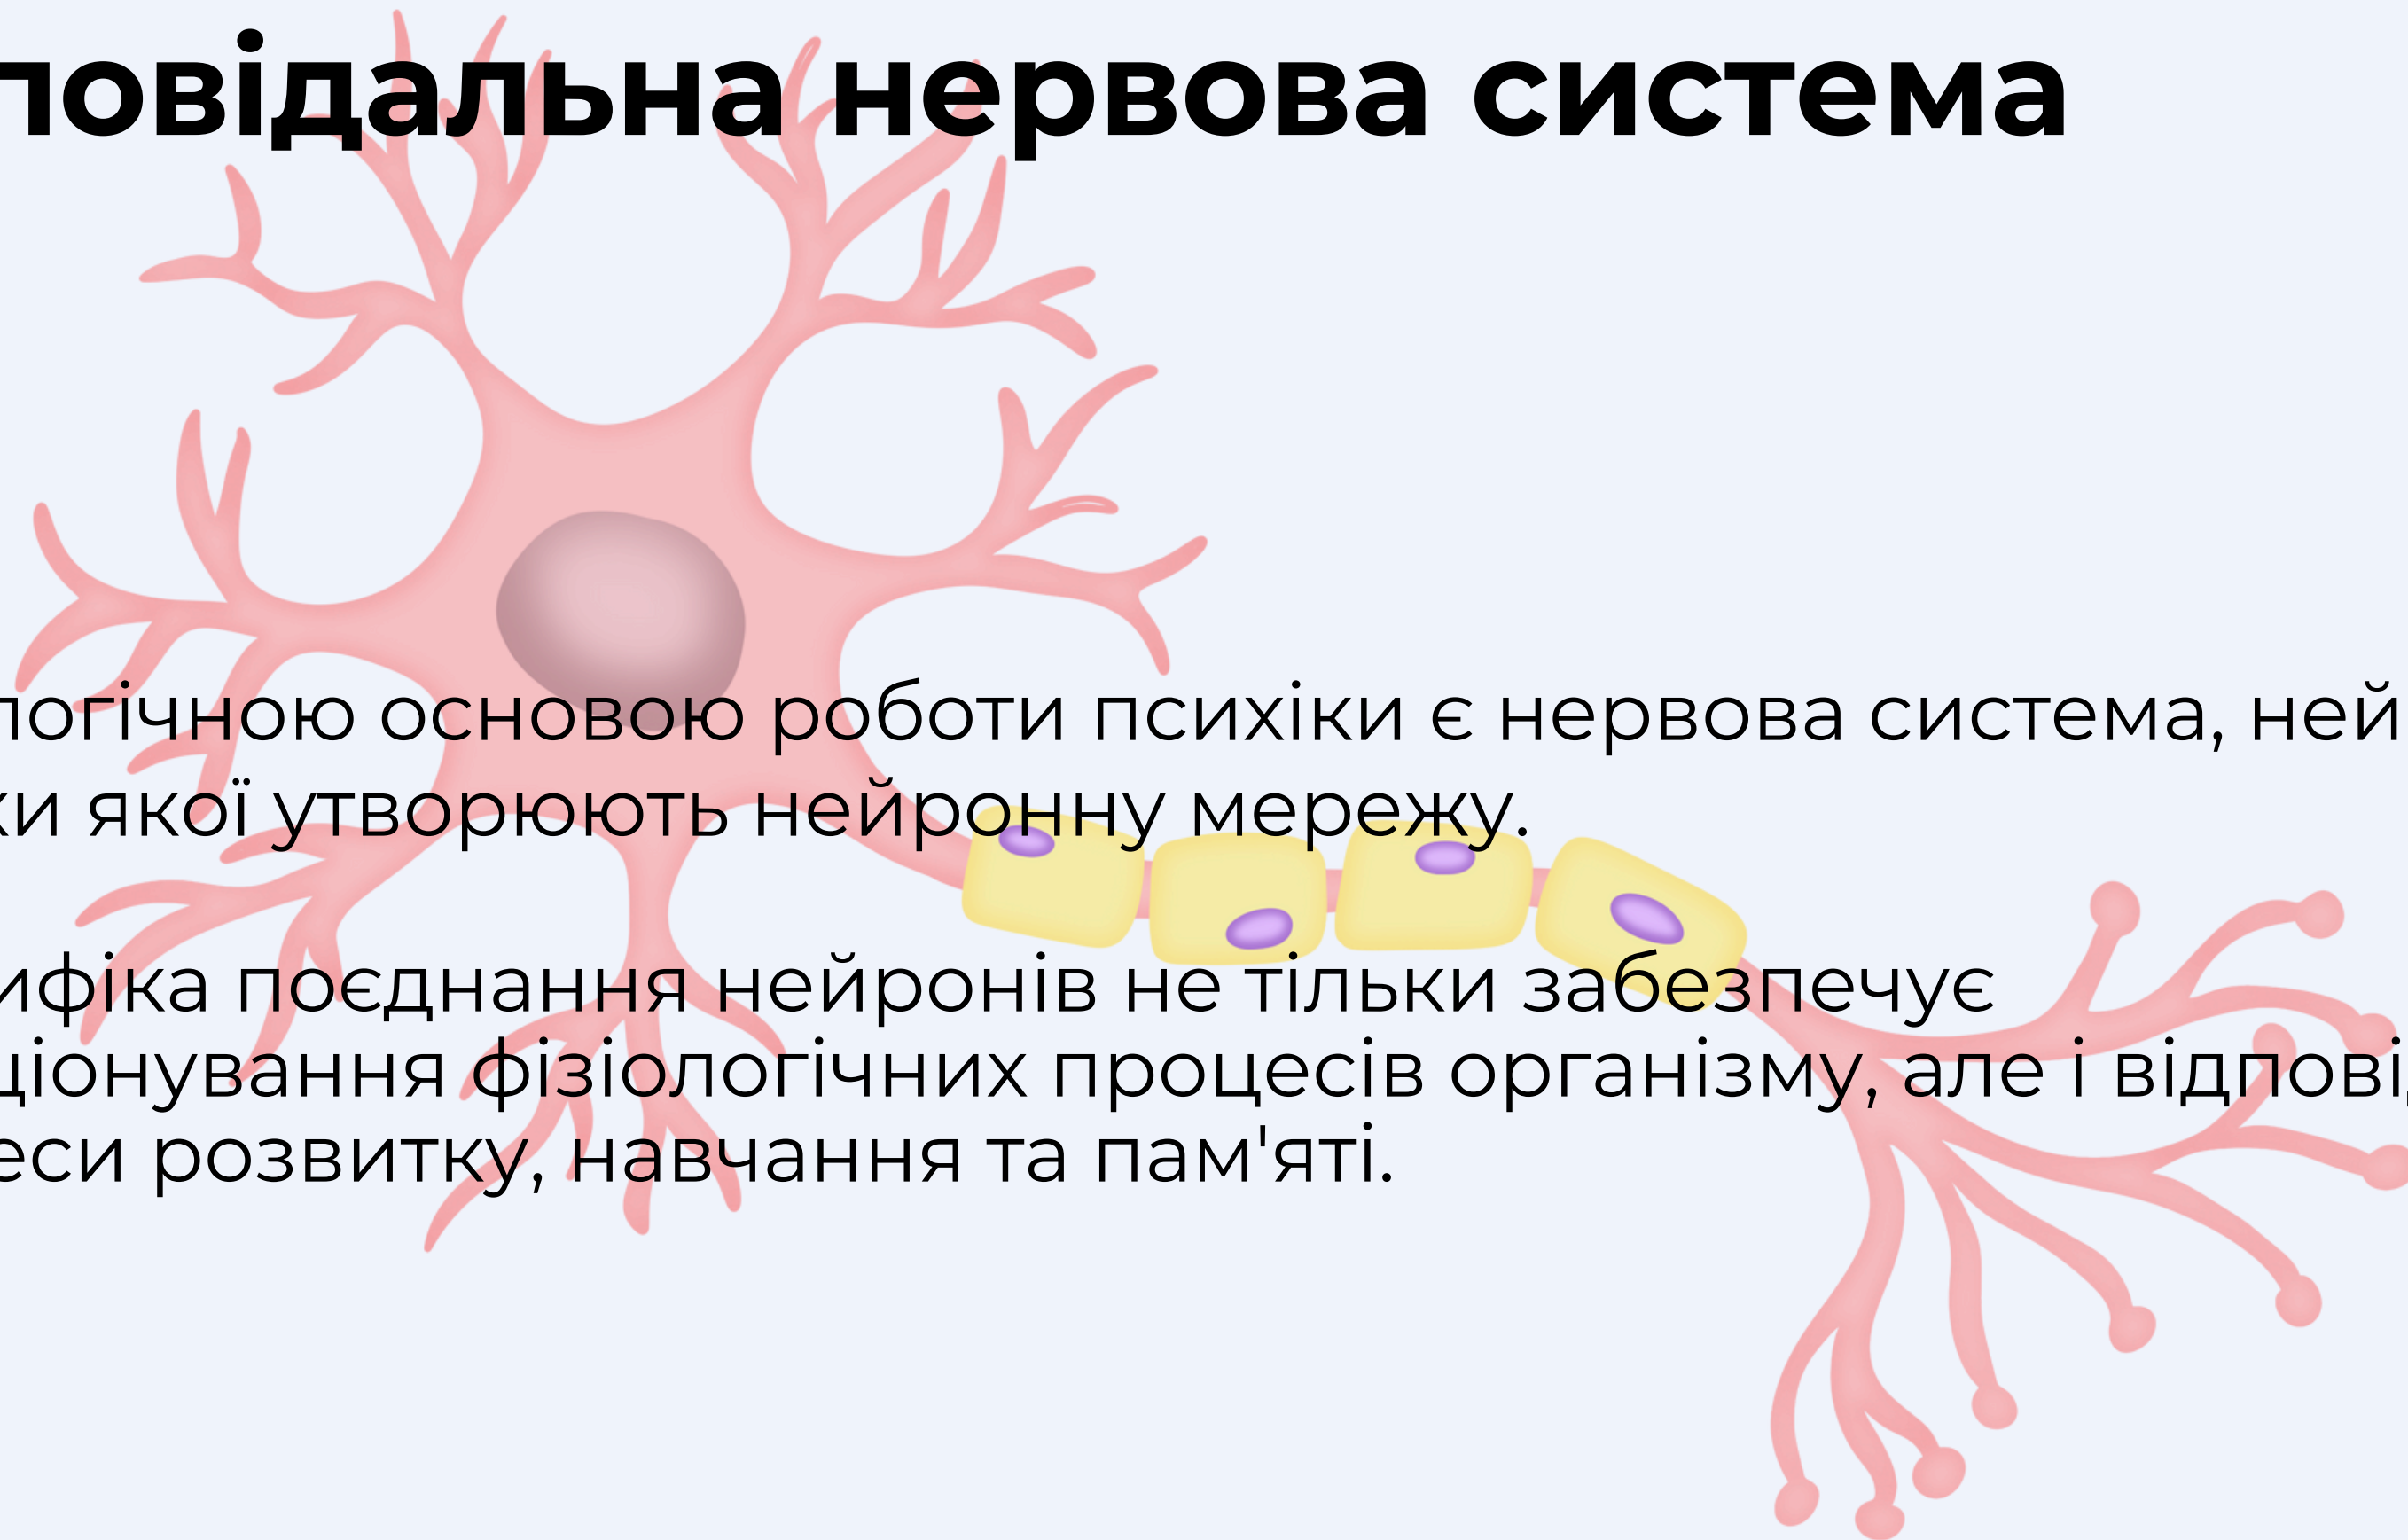 повідальна нервова система
логічною основою роботи психіки є нервова система, ней
ки якої утворюють нейронну мережу.
ифіка поєднання нейронів не тільки забезпечує
ціонування фізіологічних процесів організму, але і відпові
еси розвитку, навчання та пам'яті.